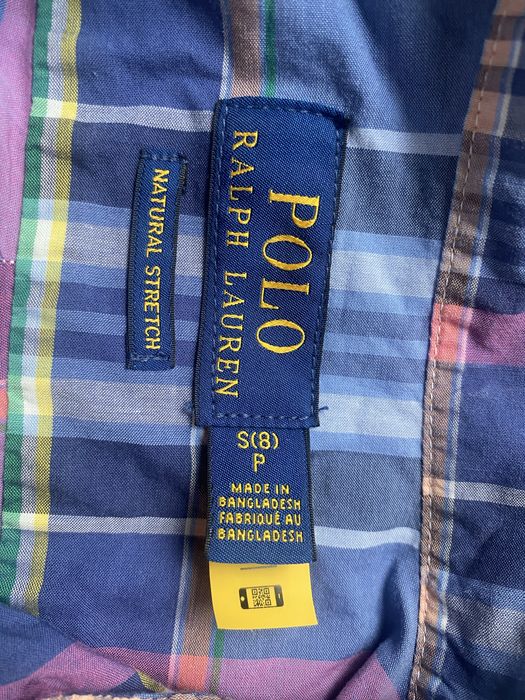 POLO
RALPH LAUREN
NATURAL STRETCH
S(8)
P
MADE IN
BANGLADESH
FABRIQUÉ AU
BANGLADESH